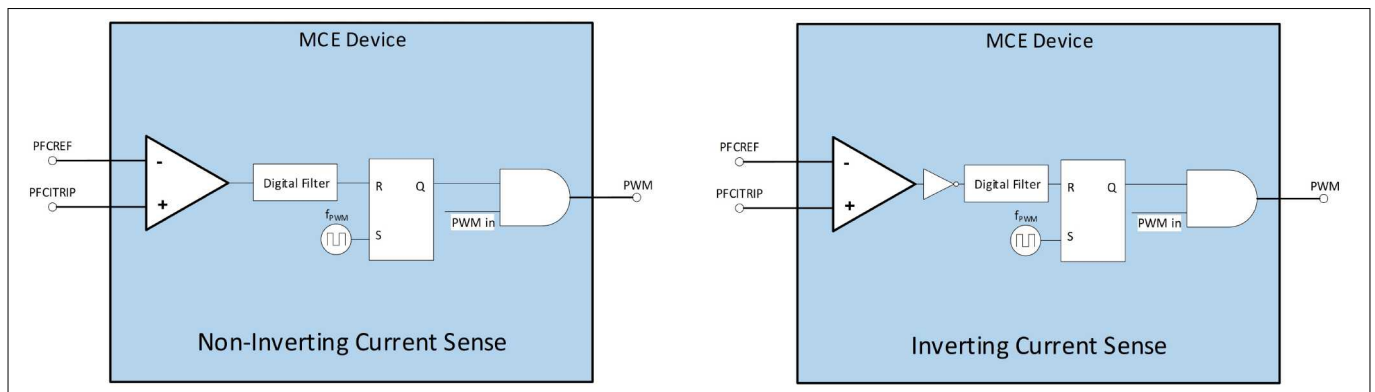 MCE Device
PFCREF
PFCITRIP
-
+
Digital Filter
R
Q
S
fPWM
PWM in
PWM
Non-Inverting Current Sense
MCE Device
PFCREF
PFCITRIP
-
+
Digital Filter
R
Q
S
fPWM
PWM in
PWM
Inverting Current Sense